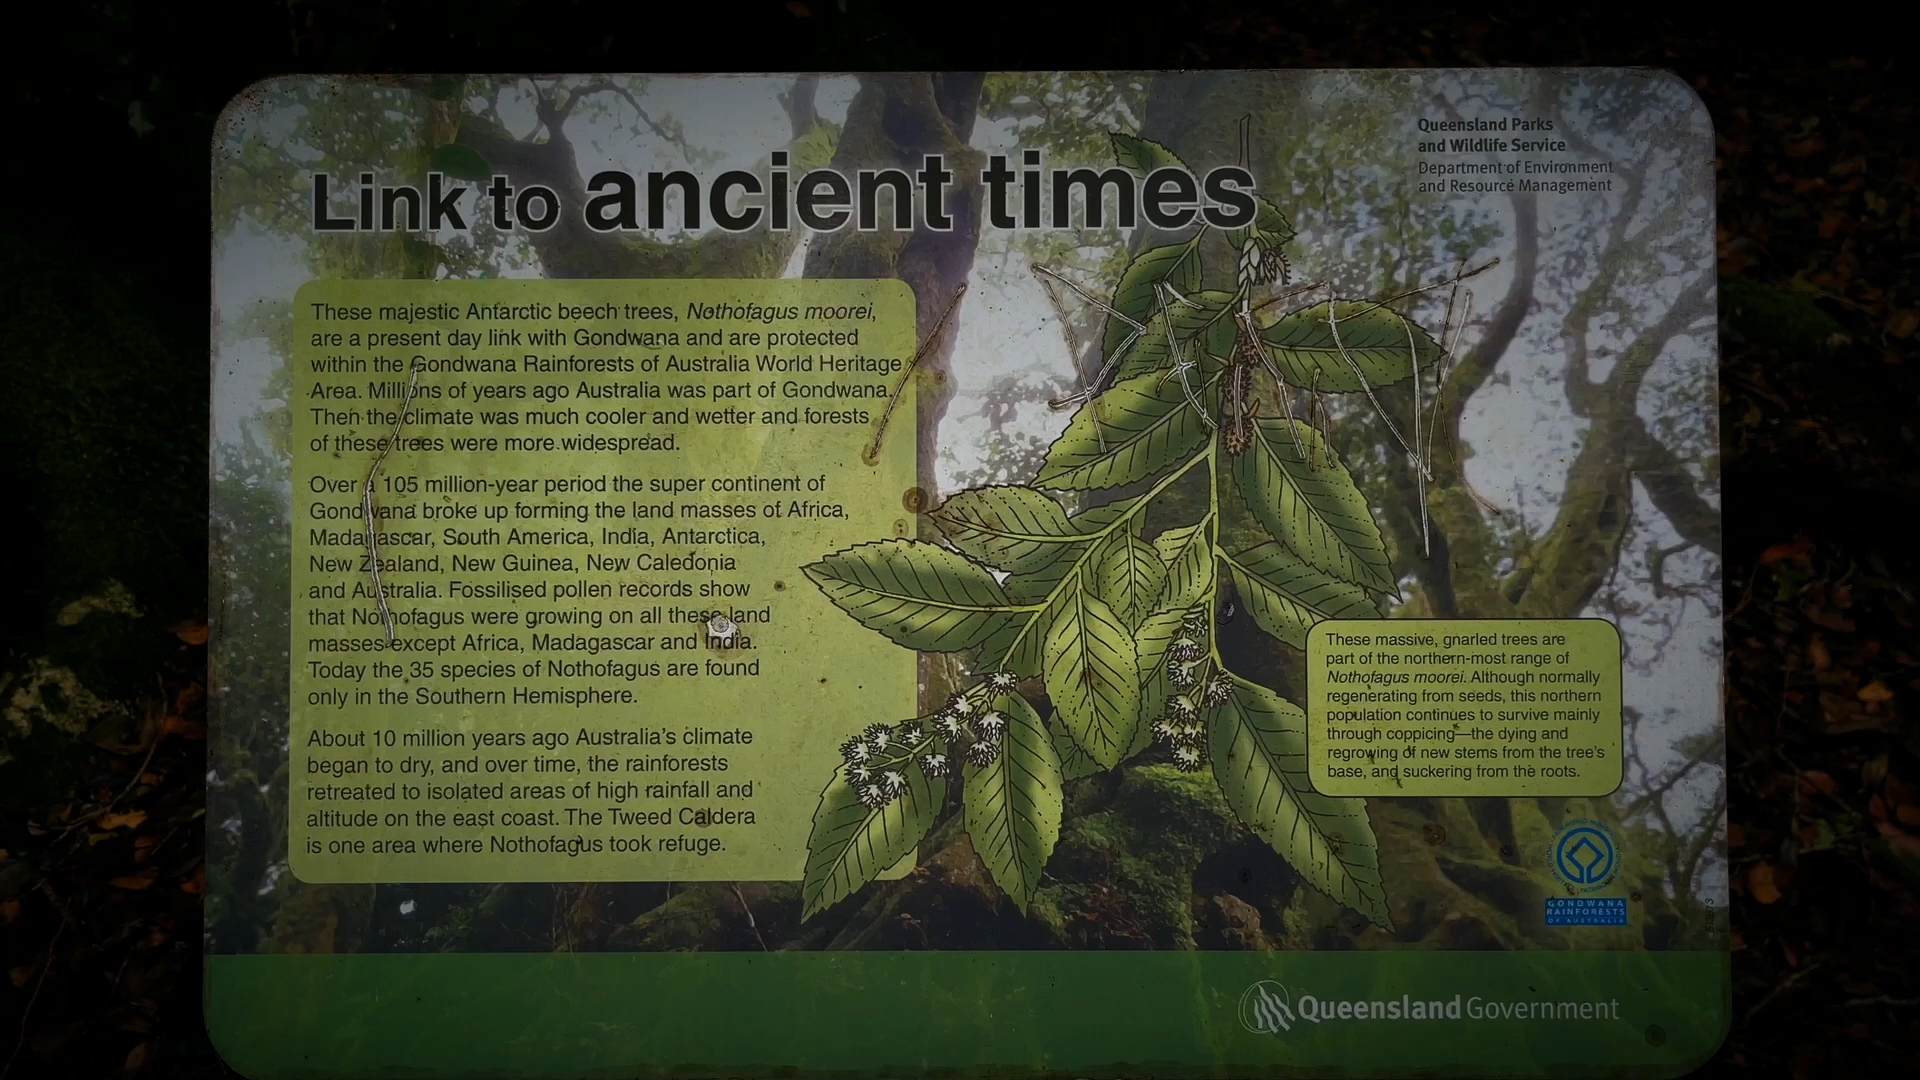 Queensland Parks
and Wildlife Service
Department of Environment
and Resource Management
Link to ancient times
These majestic Antarctic beech trees, Nothofagus moorei,
are a present day link with Gondwana and are protected
within the Gondwana Rainforests of Australia World Heritage
Area. Millions of years ago Australia was part of Gondwana.
Then the climate was much cooler and wetter and forests
of these trees were more widespread.
Over a 105 million-year period the super continent of
Gondwana broke up forming the land masses of Africa,
Madagascar, South America, India, Antarctica,
New Zealand, New Guinea, New Caledonia
and Australia. Fossilised pollen records show
that Nothofagus were growing on all these land
masses except Africa, Madagascar and India.
Today the 35 species of Nothofagus are found
only in the Southern Hemisphere.
About 10 million years ago Australia's climate
began to dry, and over time, the rainforests
retreated to isolated areas of high rainfall and
altitude on the east coast. The Tweed Caldera
is one area where Nothofagus took refuge.
These massive, gnarled trees are
part of the northern-most range of
Nothofagus moorei. Although normally
regenerating from seeds, this northern
population continues to survive mainly
through coppicing—the dying and
regrowing of new stems from the tree's
base, and suckering from the roots.
GONDWANA
RAINFORESTS
OF AUSTRALIA
Queensland Government